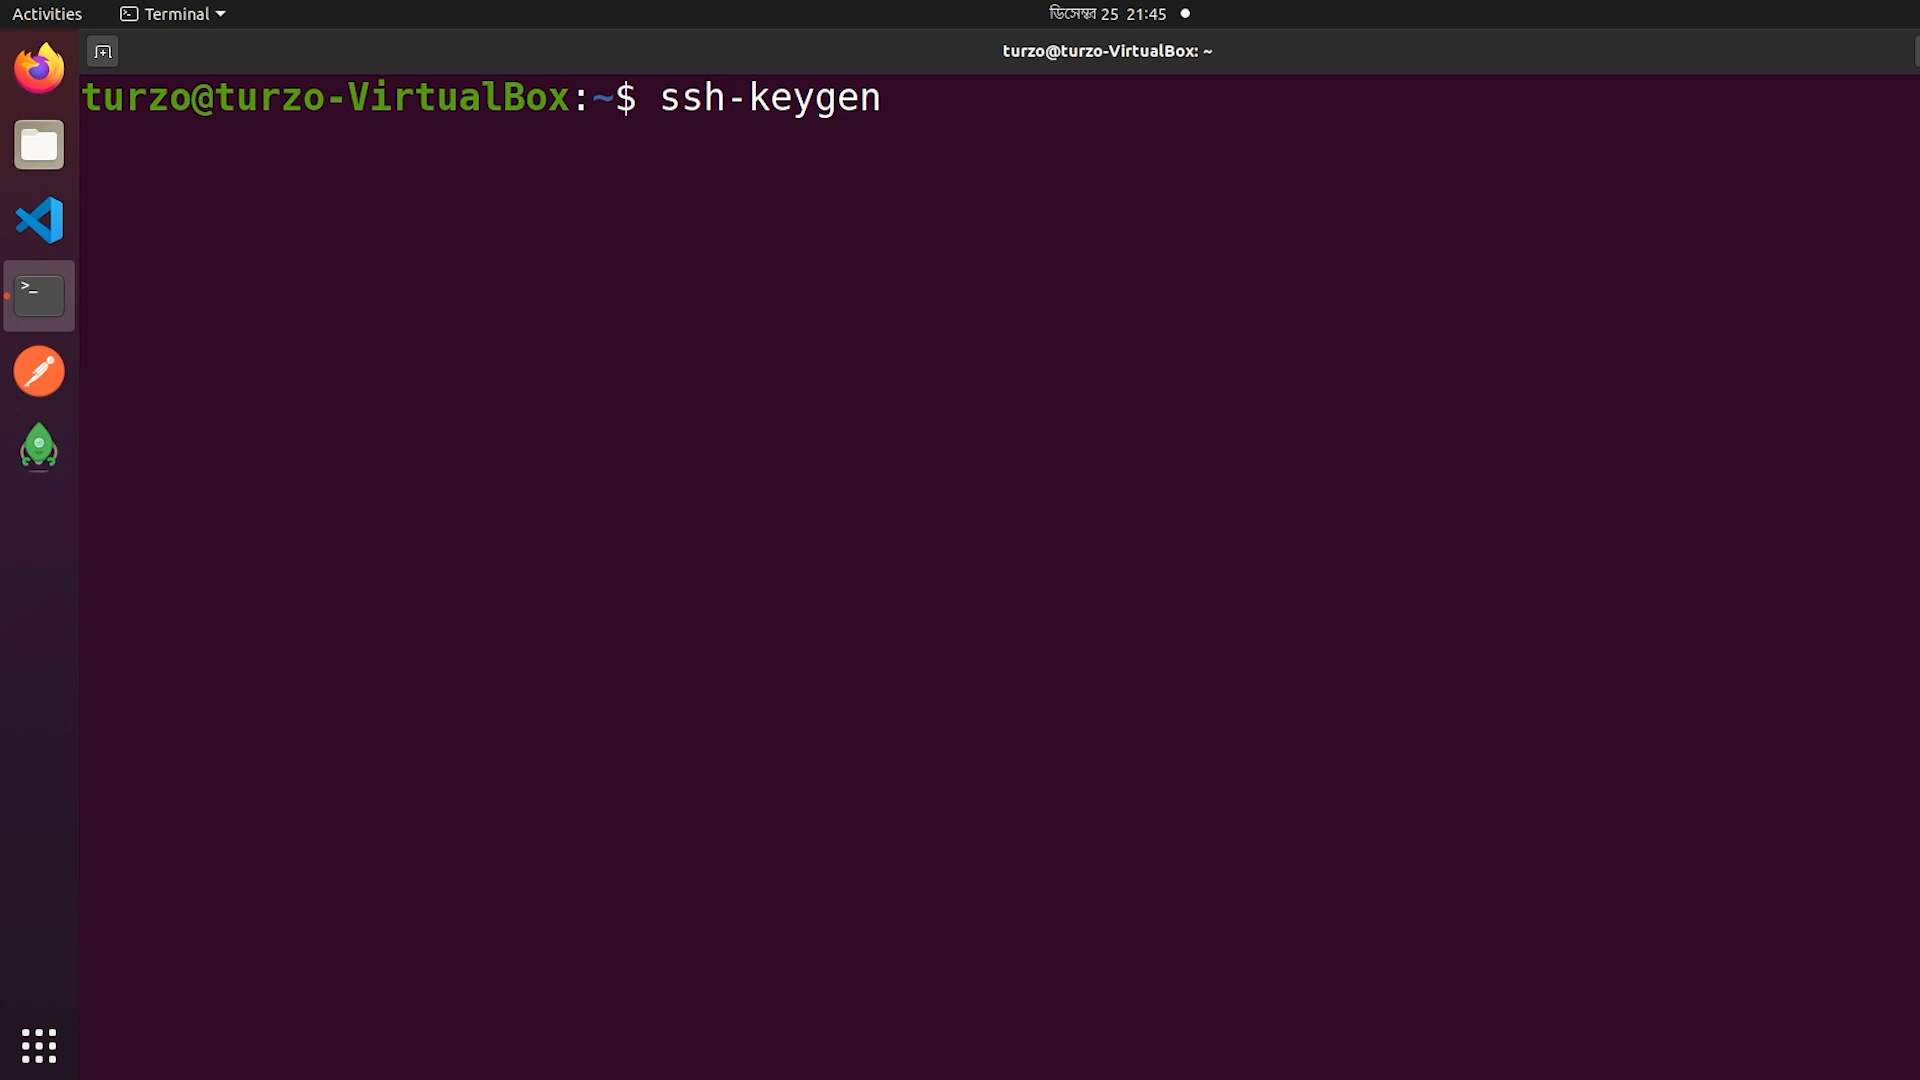 Activities
Terminal
ডিসেম্বর 25 21:45
turzo@turzo-VirtualBox: ~
turzo@turzo-VirtualBox:~$ ssh-keygen
>_